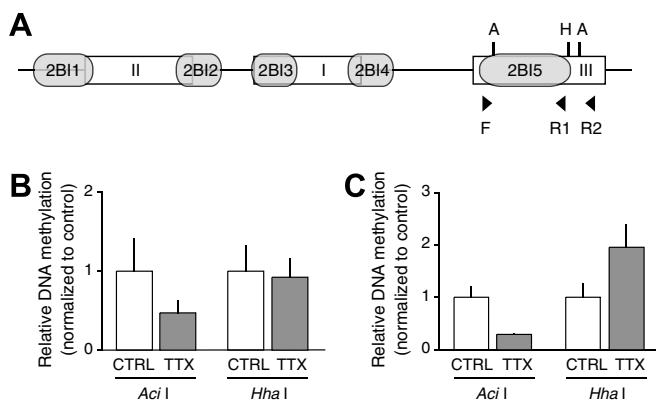 A
A H A
2BI1 II 2BI2 2BI3 I 2BI4 2BI5 III
F R1 R2
B
Relative DNA methylation
(normalized to control)
2
1
0
CTRL TTX CTRL TTX
Aci I Hha I
C
Relative DNA methylation
(normalized to control)
3
2
1
0
CTRL TTX CTRL TTX
Aci I Hha I